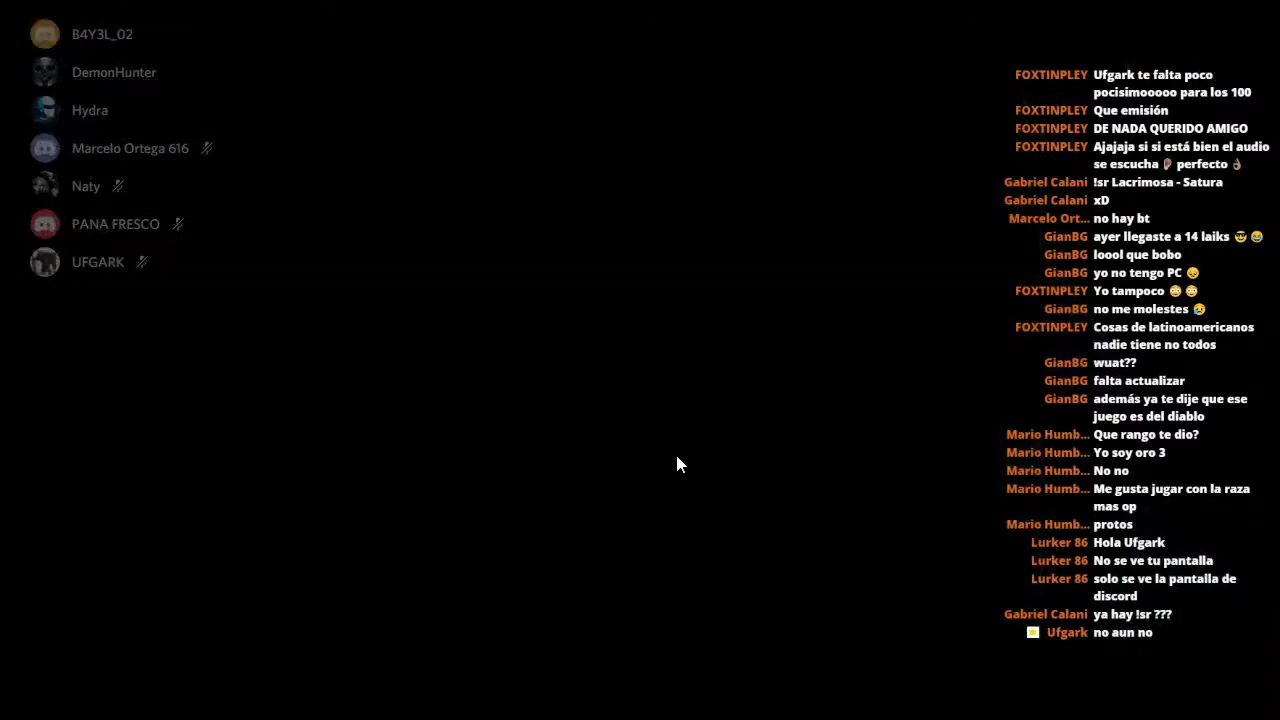 B4Y3L_02
DemonHunter
Hydra
Marcelo Ortega 616
Naty
PANA FRESCO
UFGARK
FOXTINPLEY Ufgark te falta poco
pocisimooooo para los 100
FOXTINPLEY Que emisión
FOXTINPLEY DE NADA QUERIDO AMIGO
FOXTINPLEY Ajajaja si si está bien el audio
se escucha 👂🏽 perfecto 👌🏽
Gabriel Calani !sr Lacrimosa - Satura
Gabriel Calani xD
Marcelo Ort... no hay bt
GianBG ayer llegaste a 14 laiks 😎 😂
GianBG loool que bobo
GianBG yo no tengo PC 😞
FOXTINPLEY Yo tampoco 😳 😳
GianBG no me molestes 😥
FOXTINPLEY Cosas de latinoamericanos
nadie tiene no todos
GianBG wuat??
GianBG falta actualizar
GianBG además ya te dije que ese
juego es del diablo
Mario Humb... Que rango te dio?
Mario Humb... Yo soy oro 3
Mario Humb... No no
Mario Humb... Me gusta jugar con la raza
mas op
Mario Humb... protos
Lurker 86 Hola Ufgark
Lurker 86 No se ve tu pantalla
Lurker 86 solo se ve la pantalla de
discord
Gabriel Calani ya hay !sr ???
Ufgark no aun no